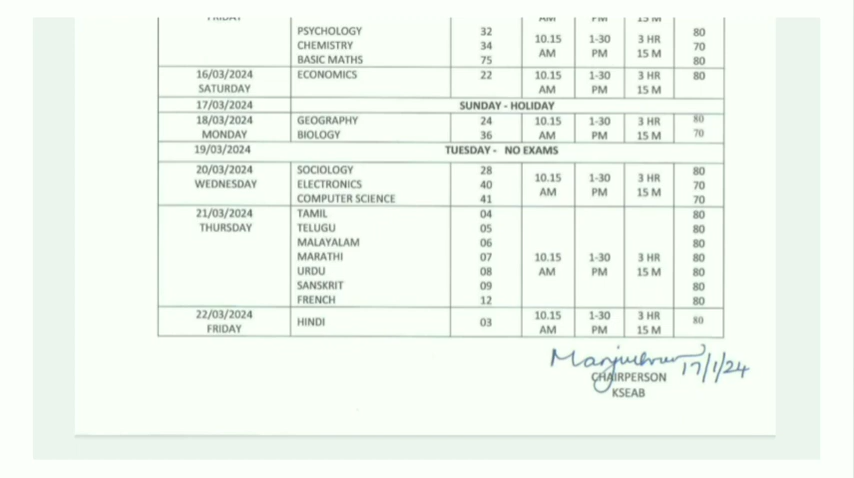 PSYCHOLOGY 32 10.15 AM 1-30 PM 3 HR 15 M 80
CHEMISTRY 34 70
BASIC MATHS 75 80
16/03/2024 SATURDAY ECONOMICS 22 10.15 AM 1-30 PM 3 HR 15 M 80
17/03/2024 SUNDAY - HOLIDAY
18/03/2024 MONDAY GEOGRAPHY 24 10.15 AM 1-30 PM 3 HR 15 M 80
BIOLOGY 36 70
19/03/2024 TUESDAY - NO EXAMS
20/03/2024 WEDNESDAY SOCIOLOGY 28 10.15 AM 1-30 PM 3 HR 15 M 80
ELECTRONICS 40 70
COMPUTER SCIENCE 41 70
21/03/2024 THURSDAY TAMIL 04 10.15 AM 1-30 PM 3 HR 15 M 80
TELUGU 05 80
MALAYALAM 06 80
MARATHI 07 80
URDU 08 80
SANSKRIT 09 80
FRENCH 12 80
22/03/2024 FRIDAY HINDI 03 10.15 AM 1-30 PM 3 HR 15 M 80
17/1/24
CHAIRPERSON
KSEAB